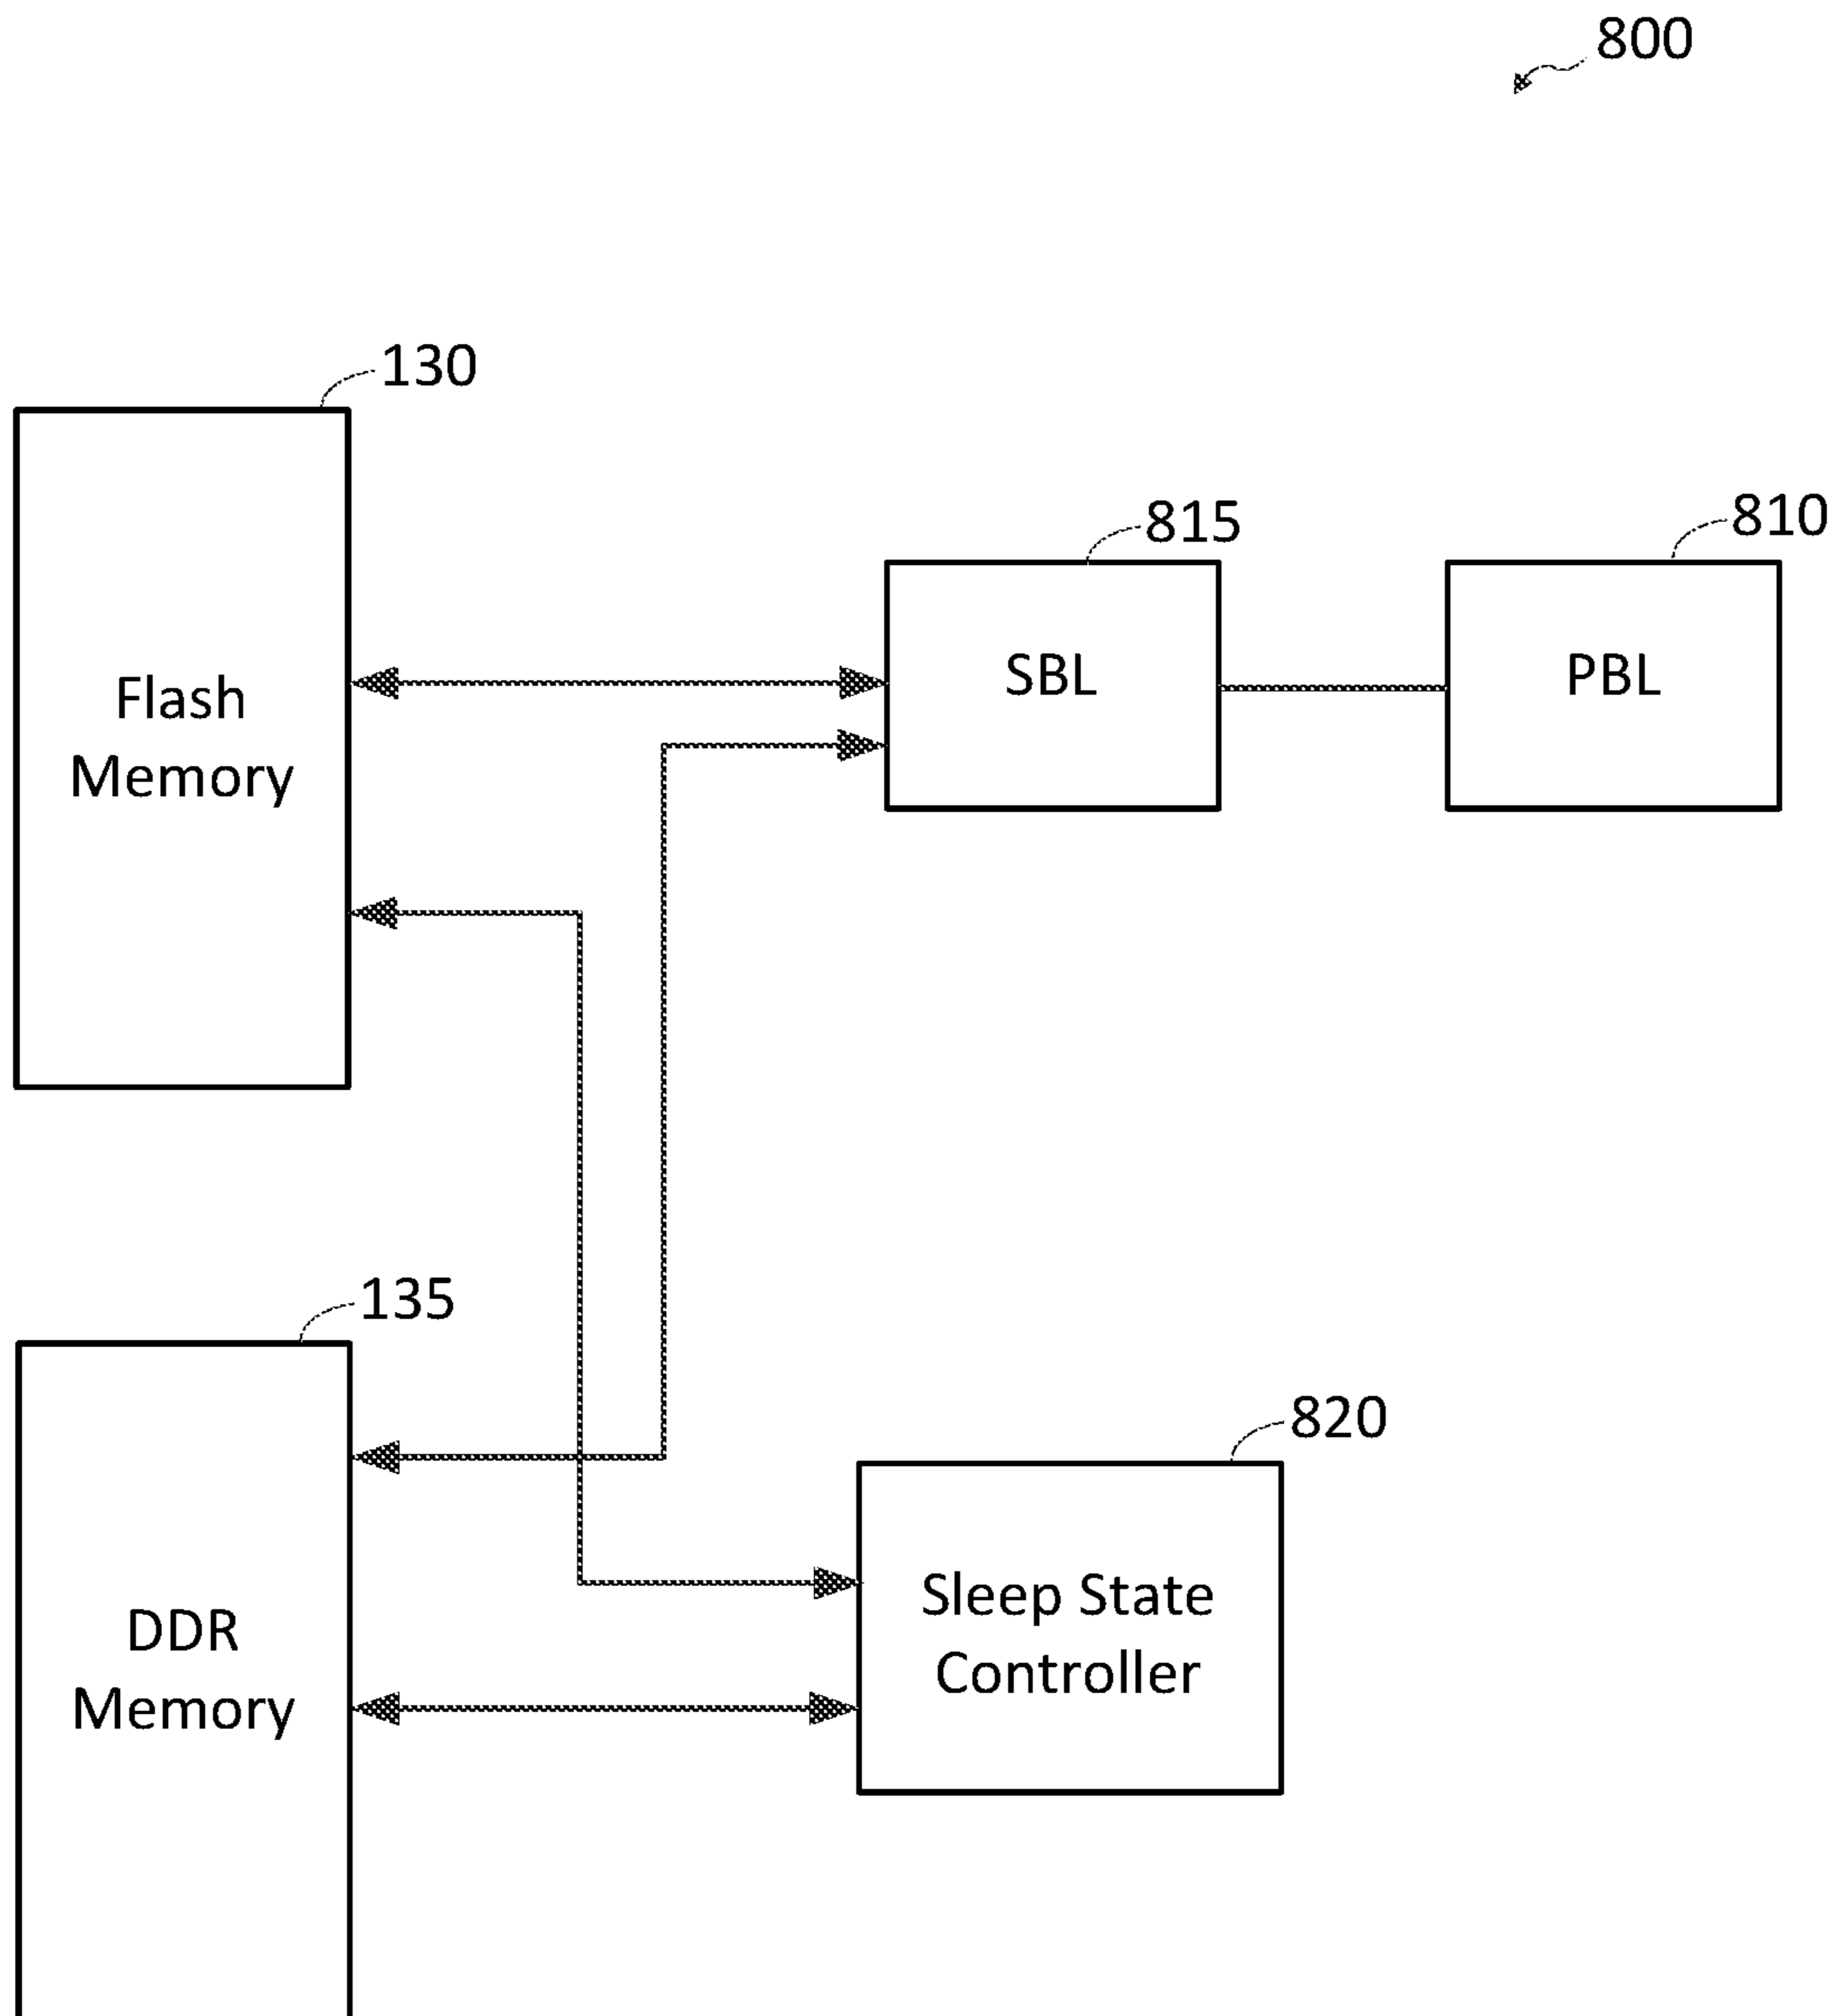 800
130
815
810
Flash
Memory
SBL
PBL
135
820
DDR
Memory
Sleep State
Controller